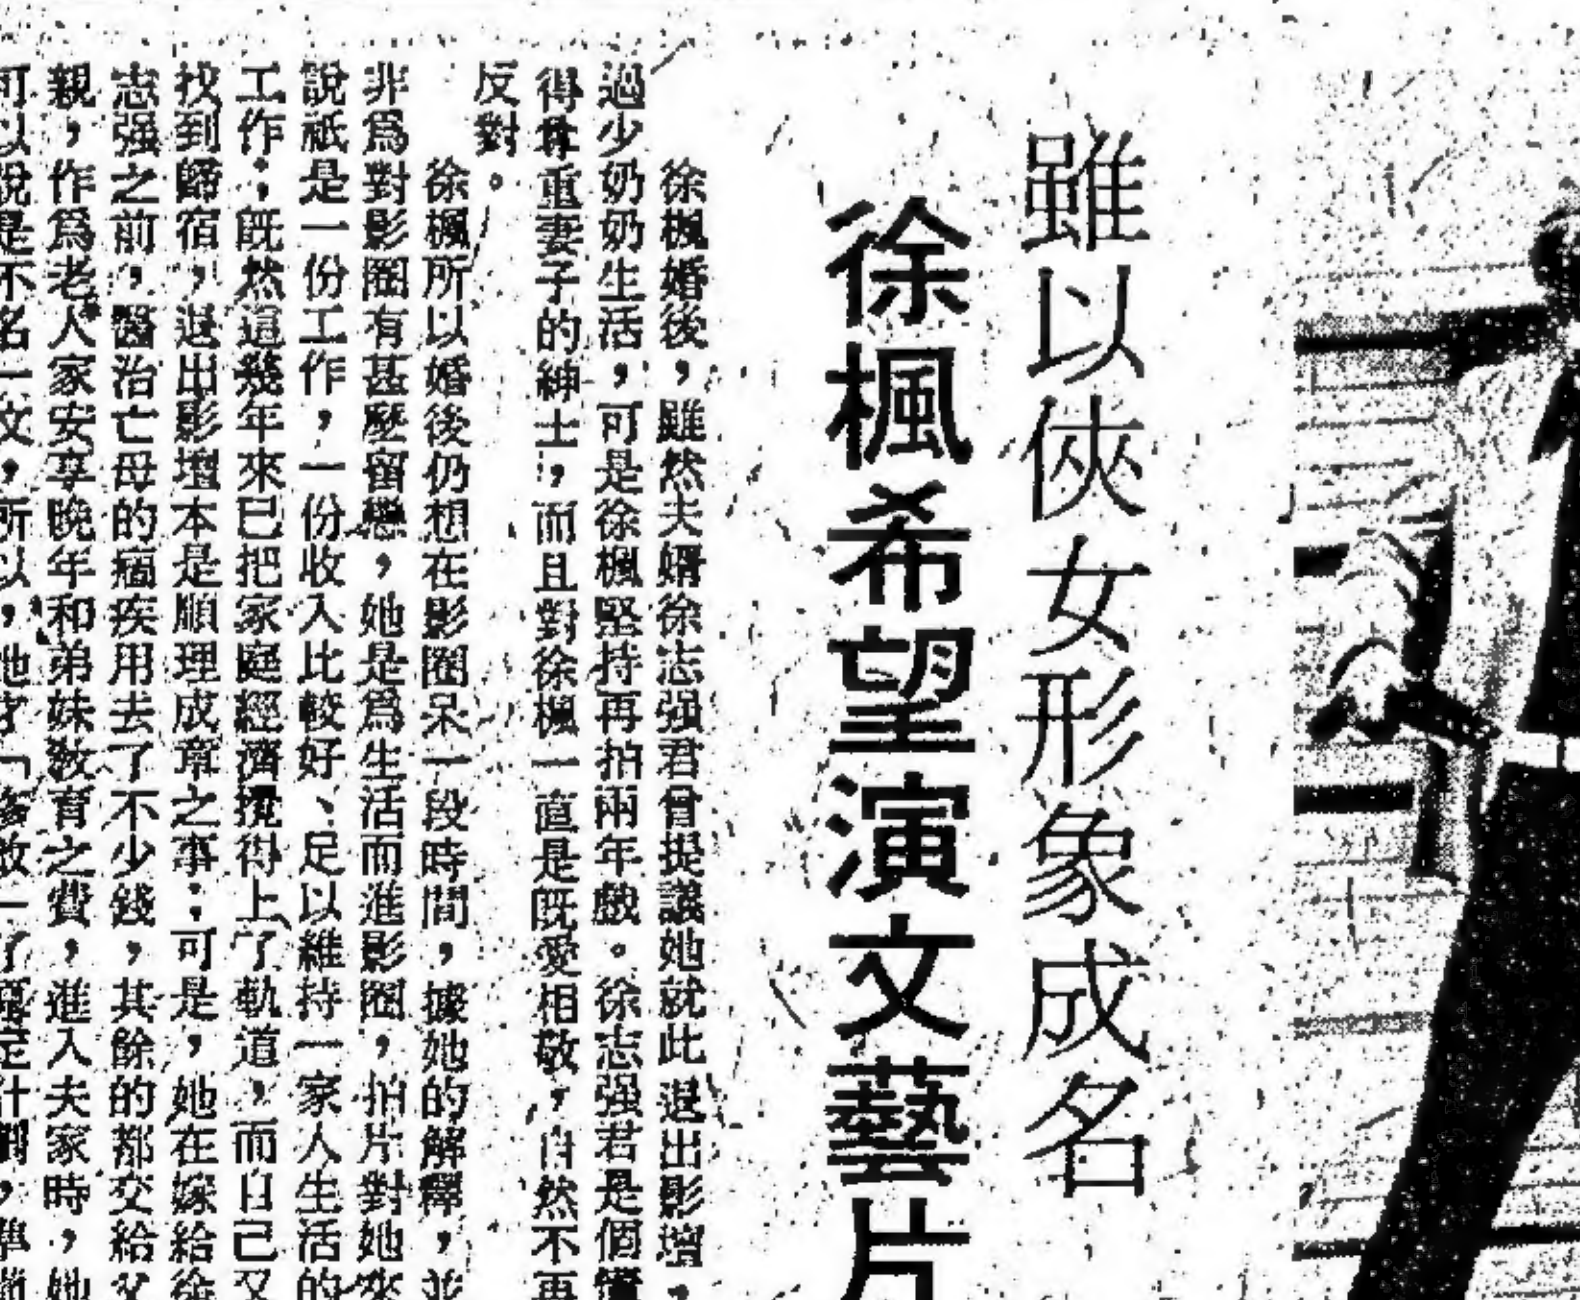 雖以俠女形象成名
徐楓希望演文藝片
徐楓婚後，雖然夫婿徐志强君曾提議她就此退出影壇，
過少奶奶生活，可是徐楓堅持再拍兩年戲。徐志强君是個懂
得尊重妻子的紳士，而且對徐楓一直是既愛相敬，自然不再
反對。
徐楓所以婚後仍想在影圈呆一段時間，據她的解釋，並
非爲對影圈有甚麼留戀，她是爲生活而進影圈，拍片對她來
說祇是一份工作，一份收入比較好、足以維持一家人生活的
工作；既然這幾年來已把家庭經濟攪得上了軌道，而自己又
找到歸宿，退出影壇本是順理成章之事；可是，她在嫁給徐
志强之前，醫治亡母的痼疾用去了不少錢，其餘的都交給父
親，作爲老人家安享晚年和弟妹教育之費，進入夫家時，她
可以說是不名一文，所以，她才「